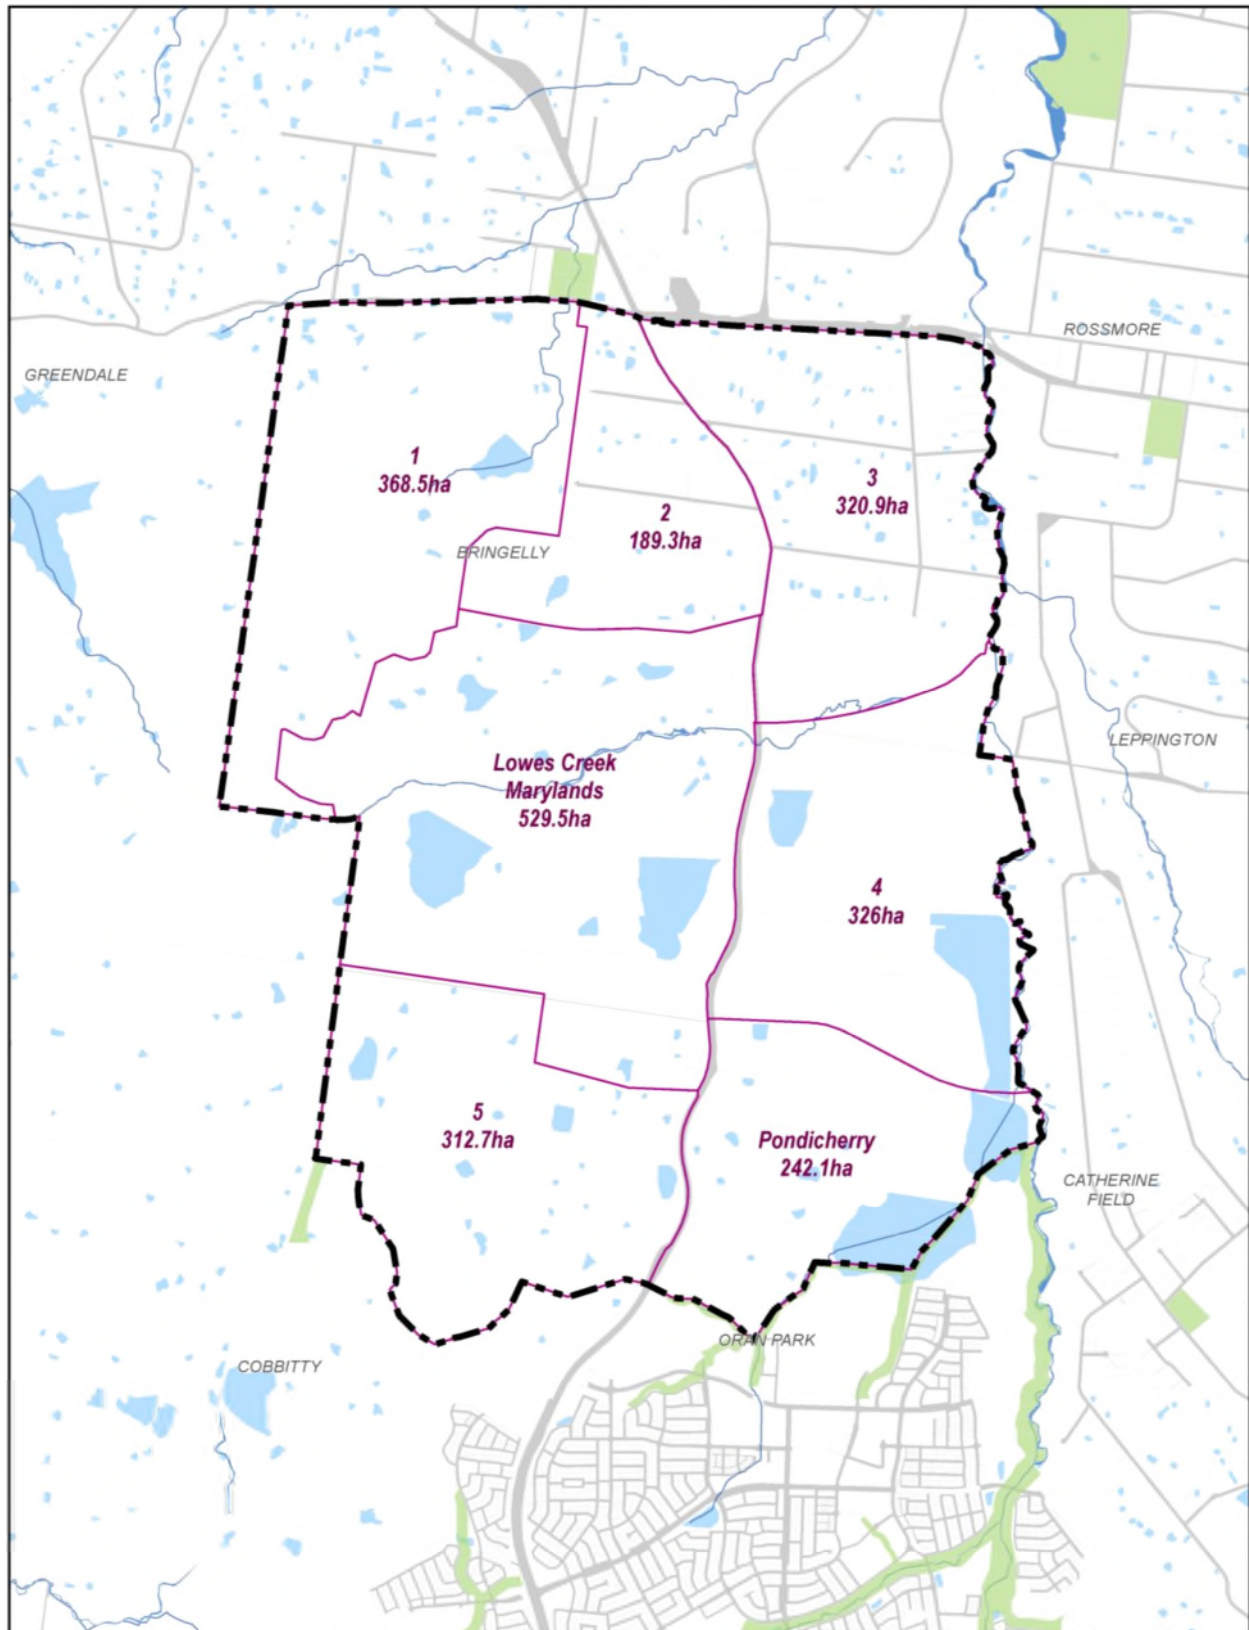 ROSSMORE
GREENDALE
1
368.5ha
3
320.9ha
2
189.3ha
BRINGELLY
LEPPINGTON
Lowes Creek
Marylands
529.5ha
4
326ha
5
312.7ha
Pondicherry
242.1ha
CATHERINE
FIELD
ORAN PARK
COBBITTY